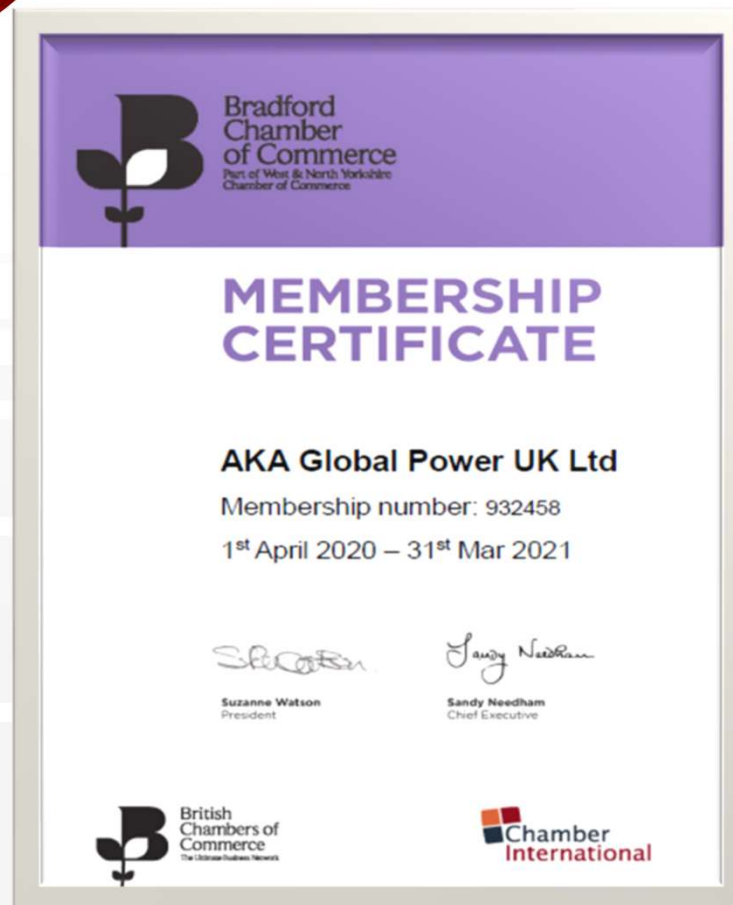 Bradford
Chamber
of Commerce
Part of West & North Yorkshire
Chamber of Commerce
MEMBERSHIP
CERTIFICATE
AKA Global Power UK Ltd
Membership number: 932458
1st April 2020 – 31st Mar 2021
Sandy Needham
Suzanne Watson
President
Sandy Needham
Chief Executive
British
Chambers of
Commerce
The Ultimate Business Network
Chamber
International